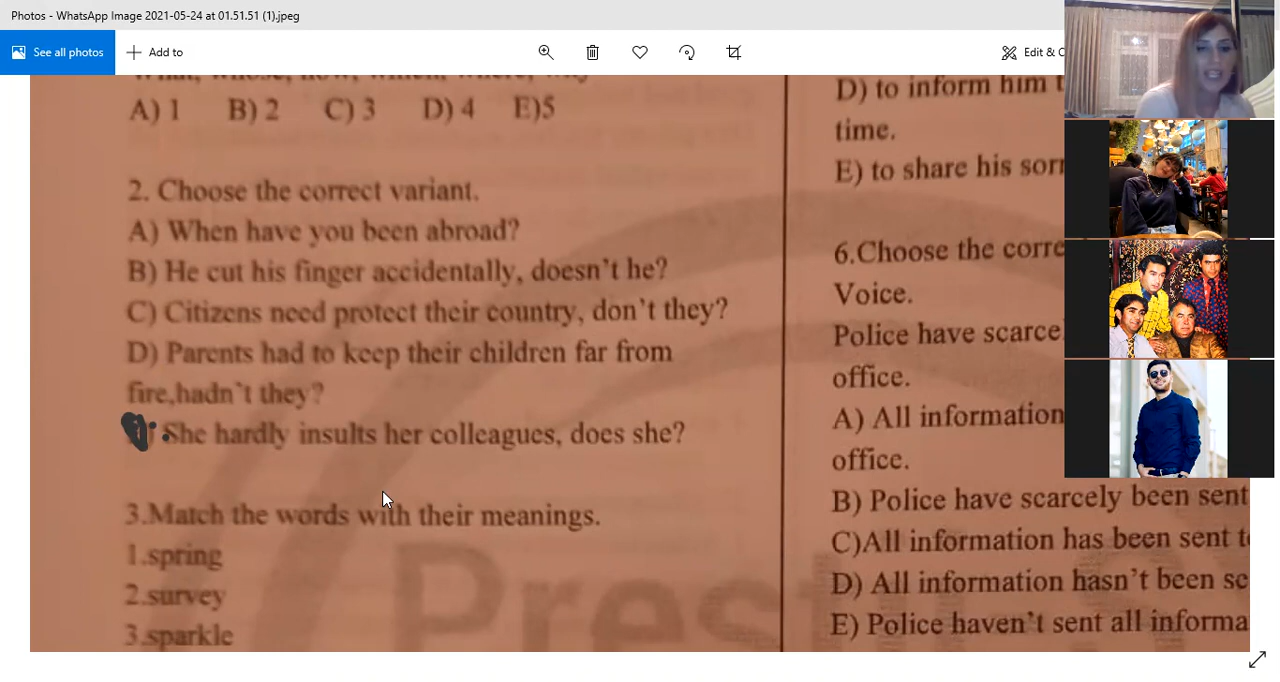 Photos - WhatsApp Image 2021-05-24 at 01.51.51 (1).jpeg
See all photos
Add to
Edit & C
A) 1 B) 2 C) 3 D) 4 E)5
2. Choose the correct variant.
A) When have you been abroad?
B) He cut his finger accidentally, doesn't he?
C) Citizens need protect their country, don't they?
D) Parents had to keep their children far from
fire,hadn't they?
She hardly insults her colleagues, does she?
3.Match the words with their meanings.
1.spring
2.survey
3.sparkle
D) to inform him
time.
E) to share his
6.Choose the
Voice.
Police have
office.
A) All information
office.
B) Police have scarcely been sent
C)All information has been sent
D) All information hasn't been
E) Police haven't sent all